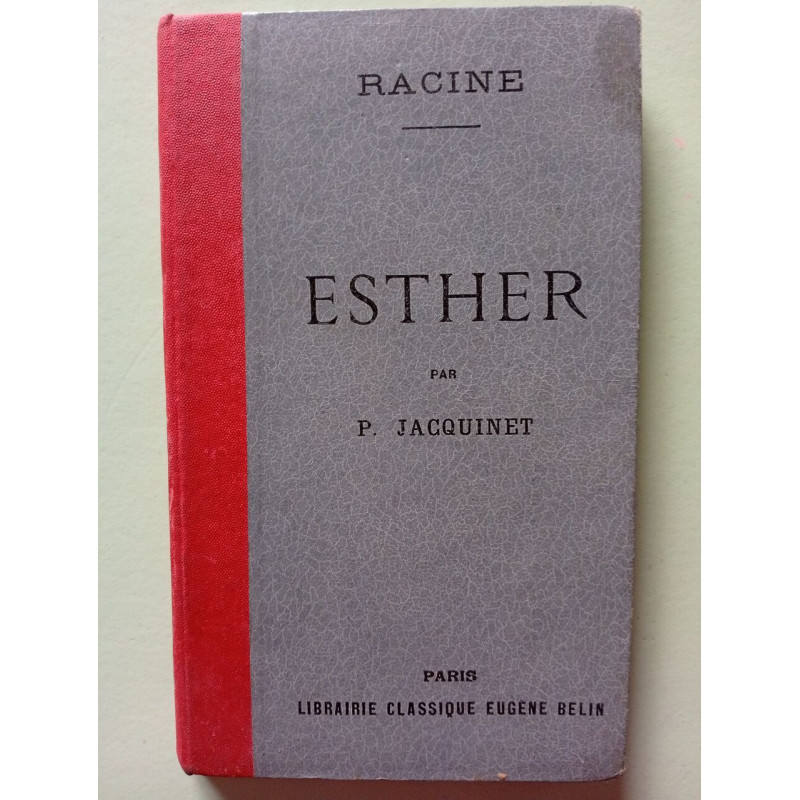 RACINE
ESTHER
PAR
P. JACQUINET
PARIS
LIBRAIRIE CLASSIQUE EUGÈNE BELIN